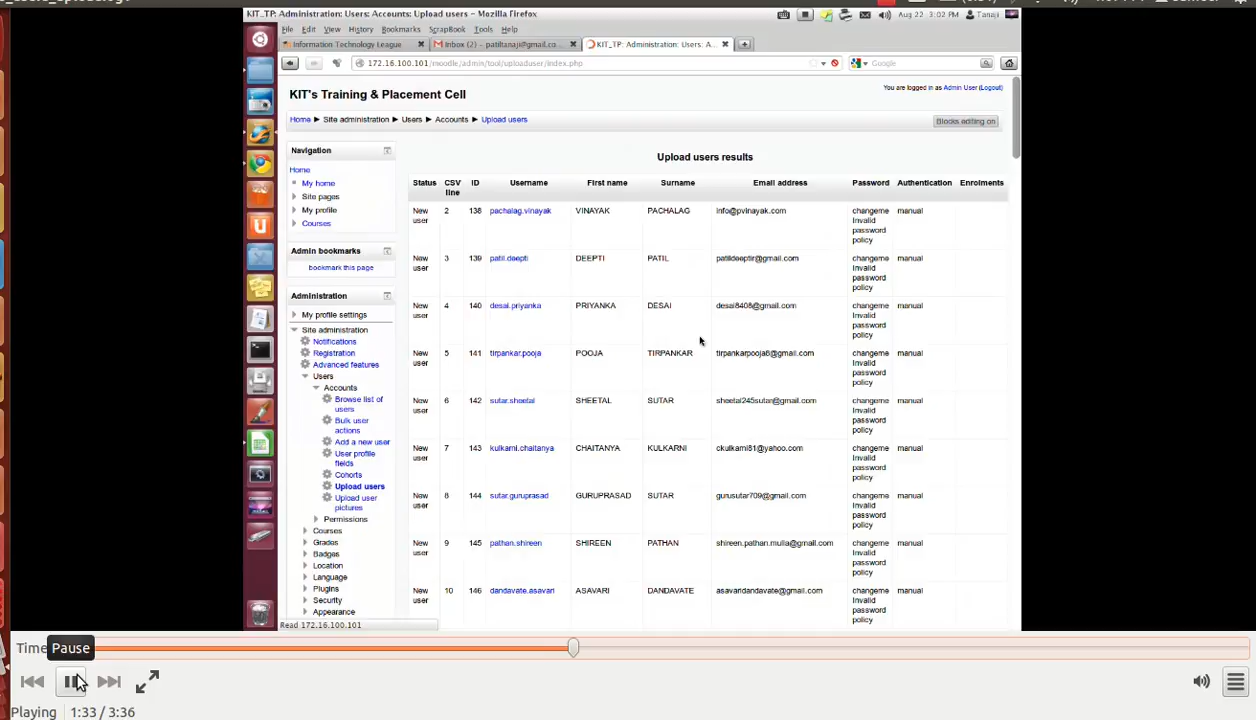 KIT_TP: Administration: Users: Accounts: Upload users - Mozilla Firefox
Aug 22 3:02 PM Tanaji
File Edit View History Bookmarks ScrapBook Tools Help
Information Technology League
Inbox (2) - patiltanaji@gmail.co...
KIT_TP: Administration: Users: A...
172.16.100.101/moodle/admin/tool/uploaduser/index.php
Google
KIT's Training & Placement Cell
You are logged in as Admin User (Logout)
Home ► Site administration ► Users ► Accounts ► Upload users
Blocks editing on
Navigation
Home
My home
Site pages
My profile
Courses
Admin bookmarks
bookmark this page
Administration
My profile settings
Site administration
Notifications
Registration
Advanced features
Users
Accounts
Browse list of
users
Bulk user
actions
Add a new user
User profile
fields
Cohorts
Upload users
Upload user
pictures
Permissions
Courses
Grades
Badges
Location
Language
Plugins
Security
Appearance
Read 172.16.100.101
Upload users results
Status CSV line ID Username First name Surname Email address Password Authentication Enrolments
New user 2 138 pachalag.vinayak VINAYAK PACHALAG info@pvinayak.com changeme Invalid password policy manual
New user 3 139 patil.deepti DEEPTI PATIL patildeeptir@gmail.com changeme Invalid password policy manual
New user 4 140 desai.priyanka PRIYANKA DESAI desai8408@gmail.com changeme Invalid password policy manual
New user 5 141 tirpankar.pooja POOJA TIRPANKAR tirpankarpooja6@gmail.com changeme Invalid password policy manual
New user 6 142 sutar.sheetal SHEETAL SUTAR sheetal245sutar@gmail.com changeme Invalid password policy manual
New user 7 143 kulkarni.chaitanya CHAITANYA KULKARNI ckulkarni81@yahoo.com changeme Invalid password policy manual
New user 8 144 sutar.guruprasad GURUPRASAD SUTAR gurusutar709@gmail.com changeme Invalid password policy manual
New user 9 145 pathan.shireen SHIREEN PATHAN shireen.pathan.mulla@gmail.com changeme Invalid password policy manual
New user 10 146 dandavate.asavari ASAVARI DANDAVATE asavaridandavate@gmail.com changeme Invalid password policy manual
Time
Pause
Playing 1:33 / 3:36